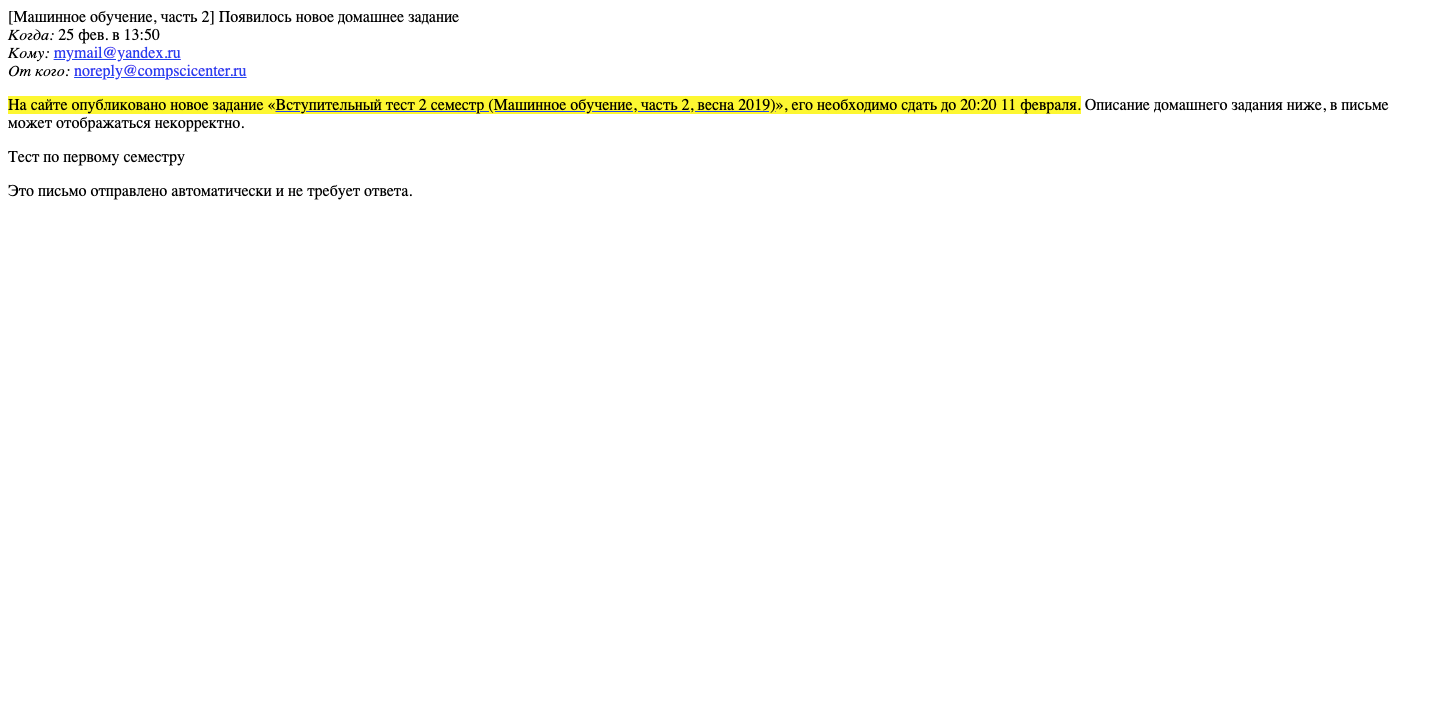 [Машинное обучение, часть 2] Появилось новое домашнее задание
Когда: 25 фев. в 13:50
Кому: mymail@yandex.ru
От кого: noreply@compscicenter.ru
На сайте опубликовано новое задание «Вступительный тест 2 семестр (Машинное обучение, часть 2, весна 2019)», его необходимо сдать до 20:20 11 февраля. Описание домашнего задания ниже, в письме
может отображаться некорректно.
Тест по первому семестру
Это письмо отправлено автоматически и не требует ответа.